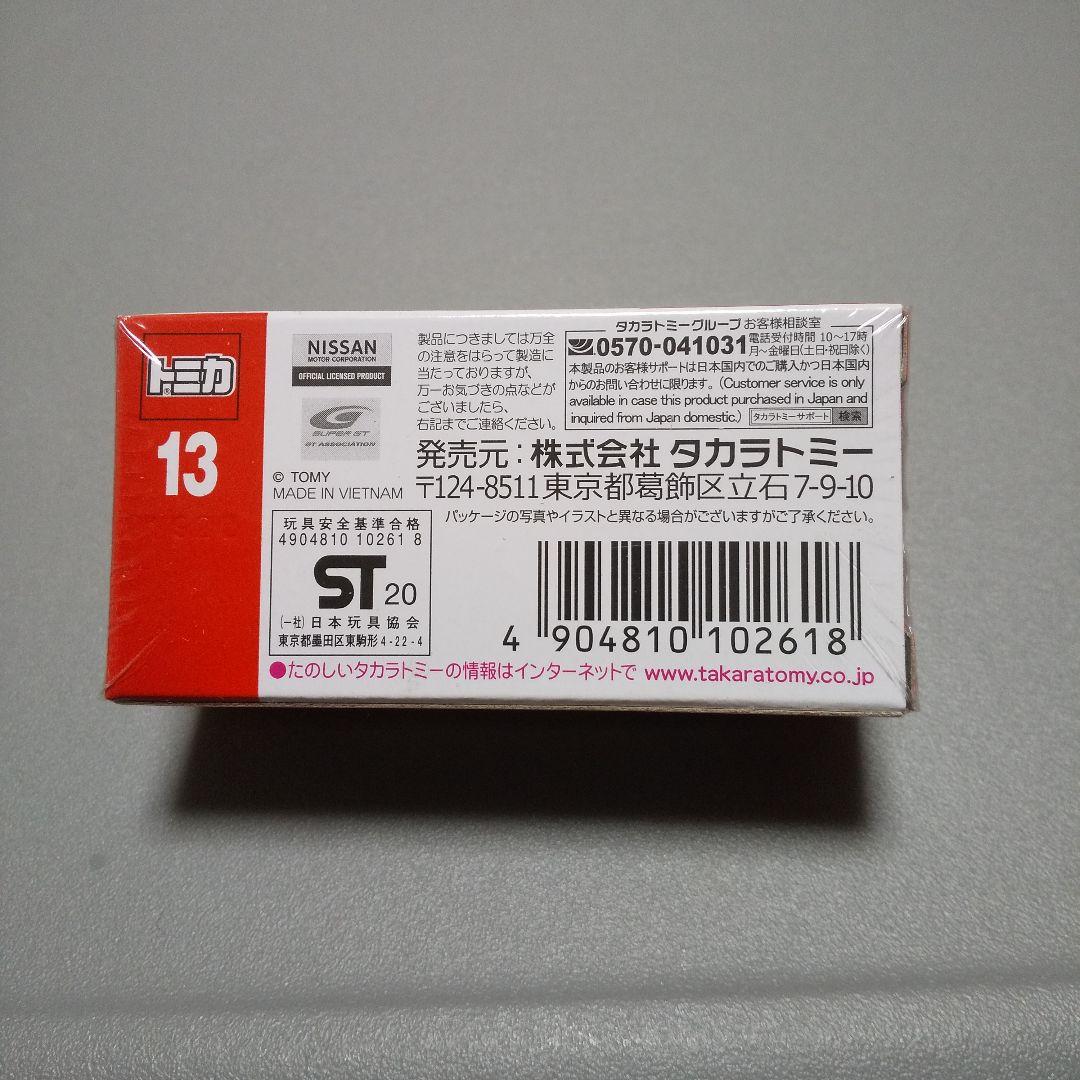 トミカ
®
13
NISSAN
MOTOR CORPORATION
OFFICIAL LICENSED PRODUCT
SUPER GT
GT ASSOCIATION
© TOMY
MADE IN VIETNAM
製品につきましては万全
の注意をはらって製造に
当たっておりますが、
万一お気づきの点などが
ございましたら、
右記までご連絡ください。
タカラトミーグループ お客様相談室
0570-041031
電話受付時間 10~17時
月~金曜日(土日・祝日除く)
本製品のお客様サポートは日本国内でのご購入かつ日本国内
からのお問い合わせに限ります。(Customer service is only
available in case this product purchased in Japan and
inquired from Japan domestic.)
タカラトミーサポート 検索
発売元:株式会社 タカラトミー
〒124-8511 東京都葛飾区立石7-9-10
パッケージの写真やイラストと異なる場合がございますがご了承ください。
玩具安全基準合格
4904810 10261 8
ST 20
(一社)日本玩具協会
東京都墨田区東駒形4-22-4
4 904810 102618
●たのしいタカラトミーの情報はインターネットで www.takaratomy.co.jp